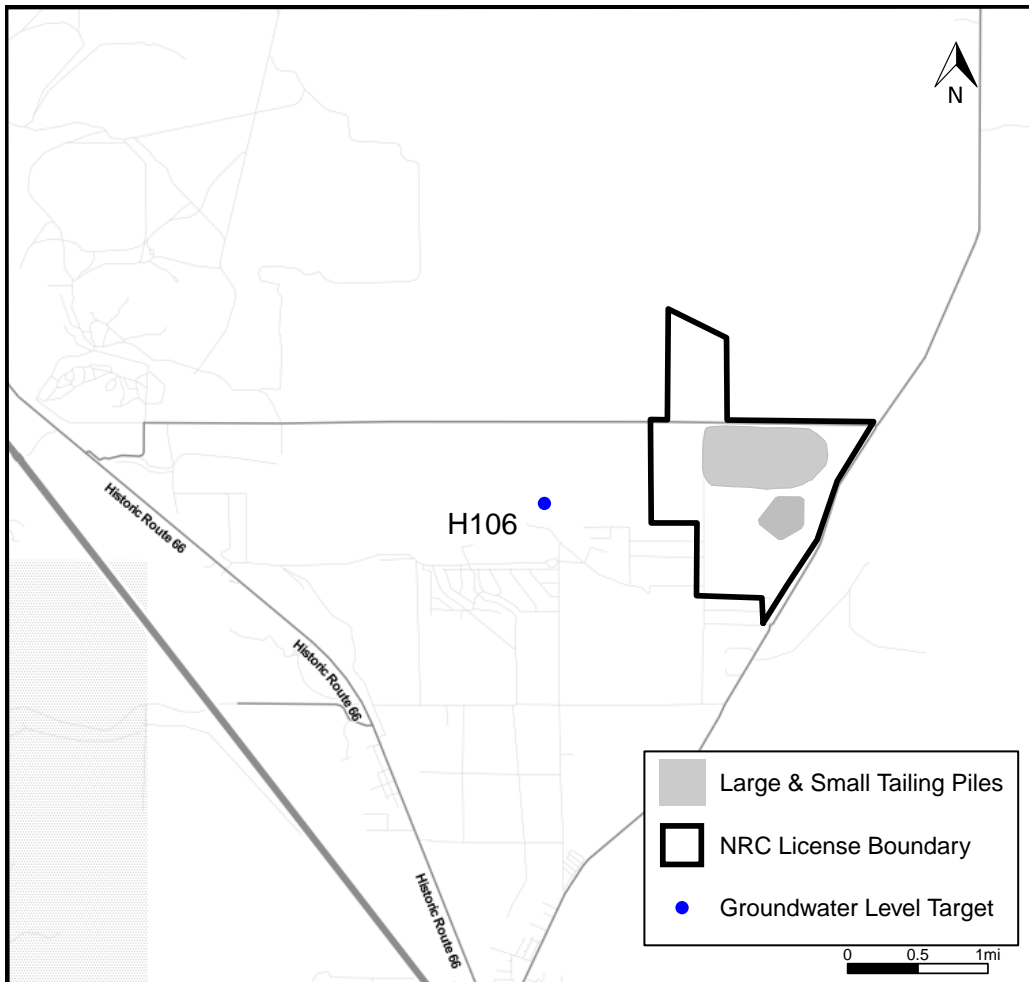 N
Historic Route 66
H106
Historic Route 66
Historic Route 66
Large & Small Tailing Piles
NRC License Boundary
Groundwater Level Target
0 0.5 1mi